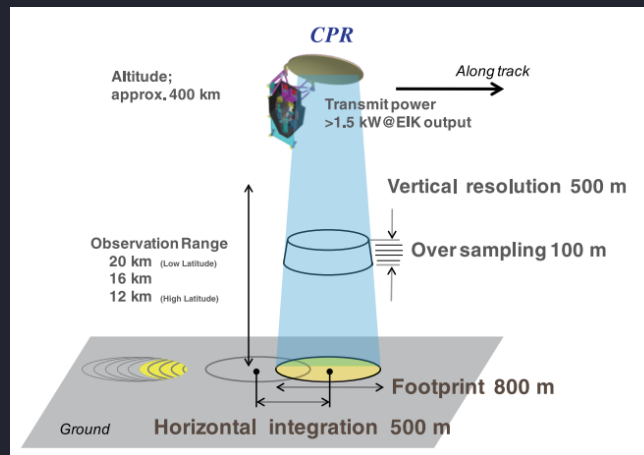 CPR
Altitude;
approx. 400 km
Along track
Transmit power
>1.5 kW@EIK output
Vertical resolution 500 m
Over sampling 100 m
Observation Range
20 km (Low Latitude)
16 km
12 km (High Latitude)
Footprint 800 m
Horizontal integration 500 m
Ground